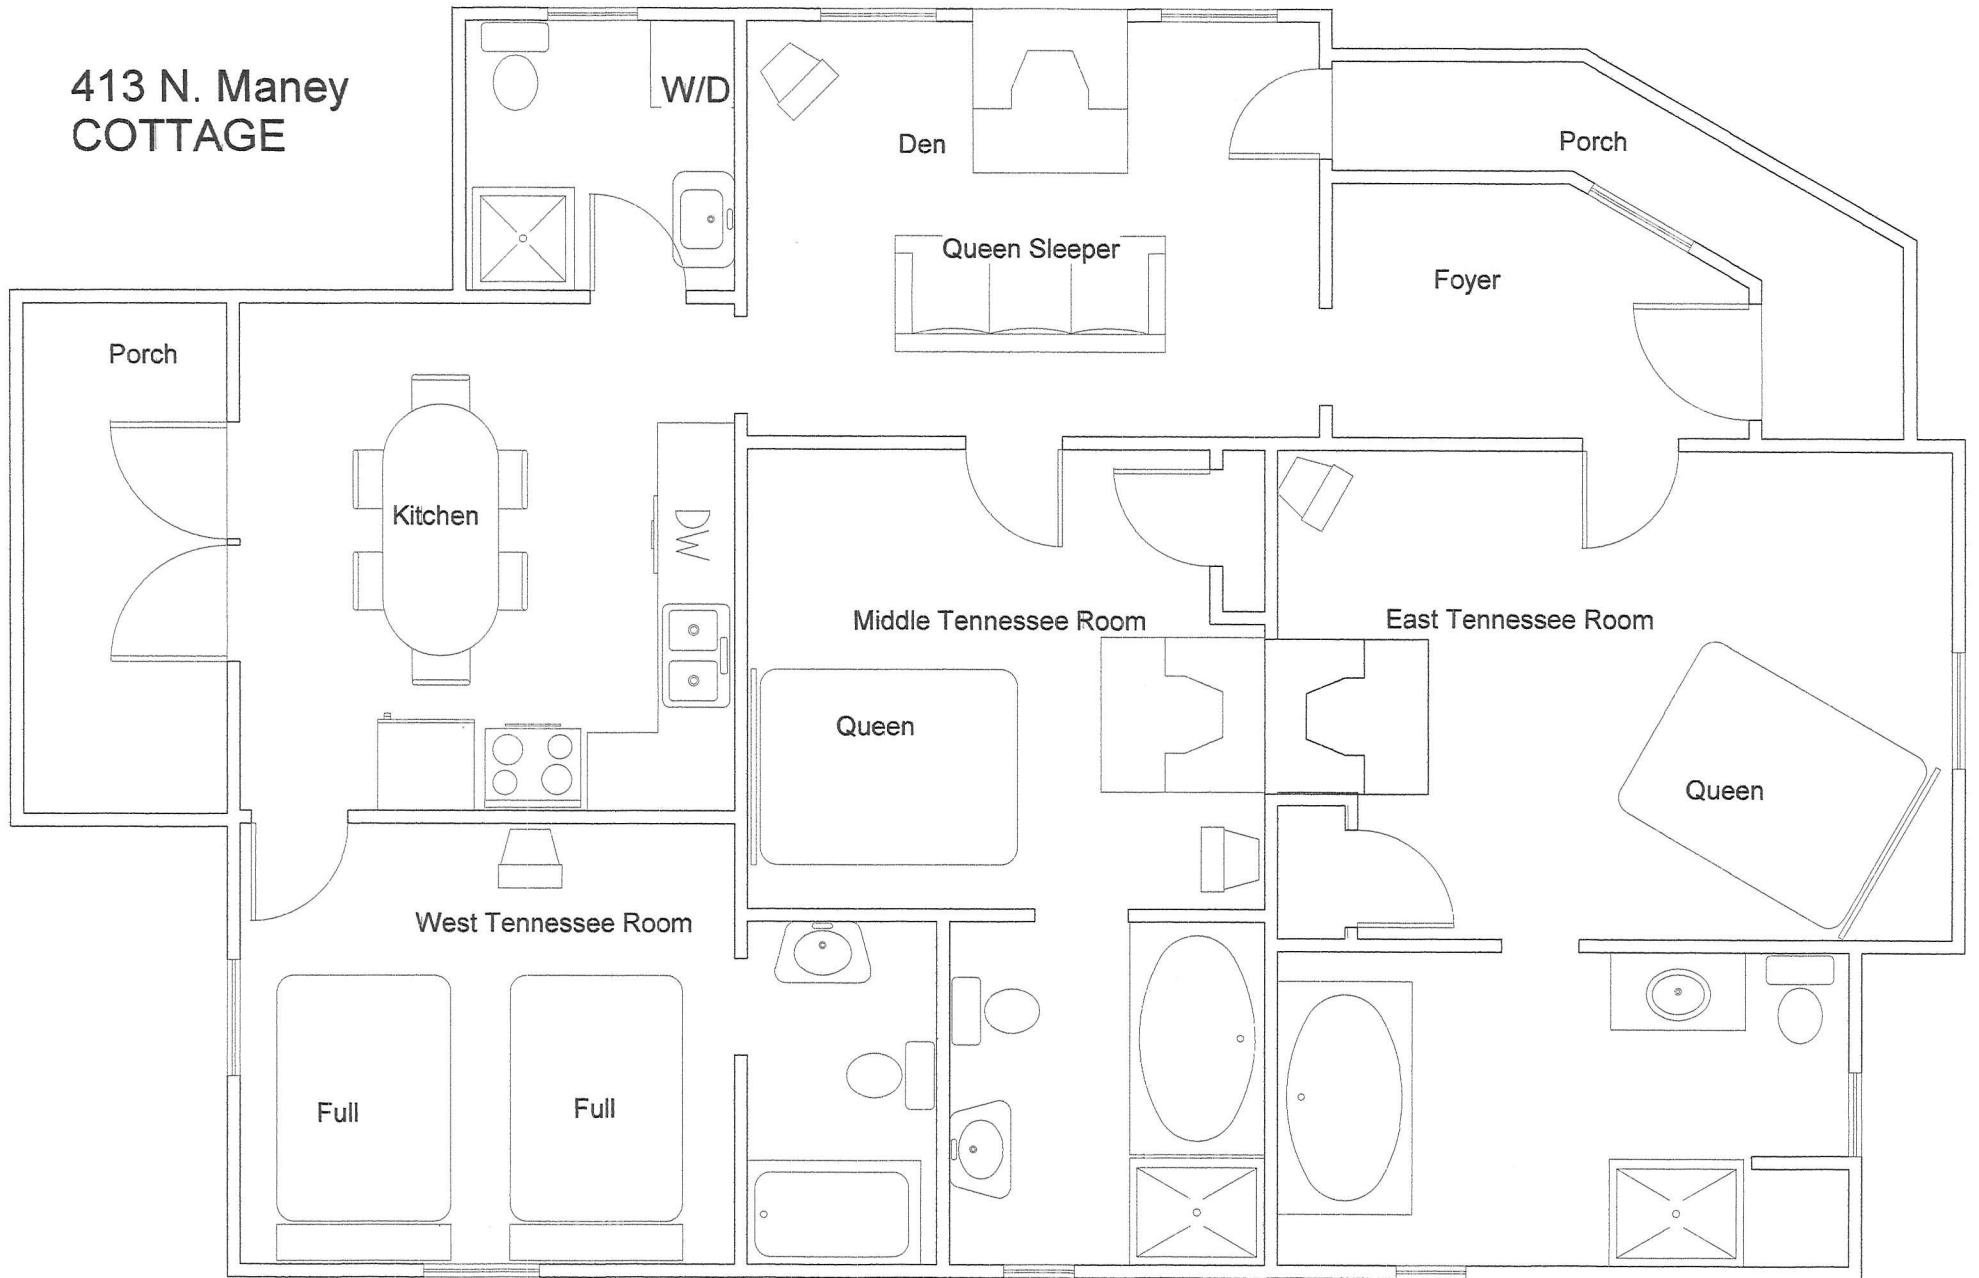 413 N. Maney
COTTAGE
W/D
Den
Porch
Queen Sleeper
Foyer
Porch
Kitchen
DW
Middle Tennessee Room
East Tennessee Room
Queen
Queen
West Tennessee Room
Full
Full